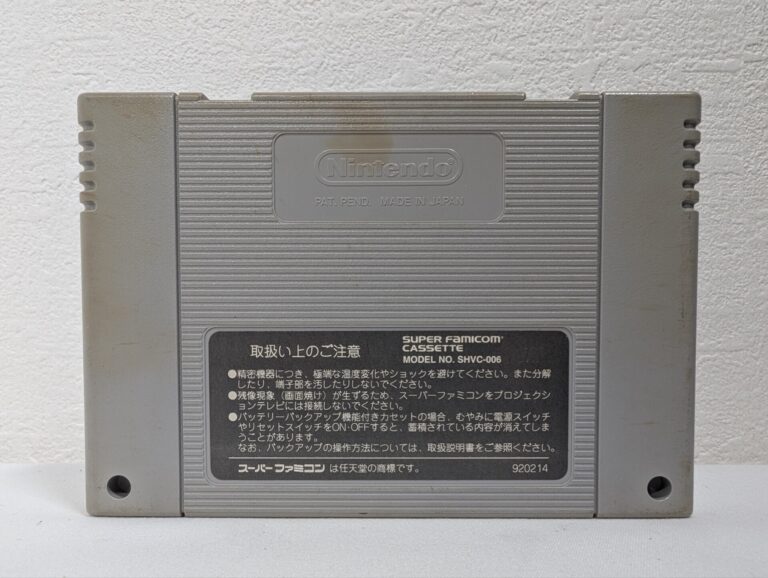 Nintendo
PAT. PEND. MADE IN JAPAN
取扱い上のご注意
SUPER FAMICOM
CASSETTE
MODEL NO. SHVC-006
●精密機器につき、極端な温度変化やショックを避けてください。また分解
したり、端子部を汚したりしないでください。
●残像現象（画面焼け）が生ずるため、スーパーファミコンをプロジェクシ
ョンテレビには接続しないでください。
●バッテリーバックアップ機能付きカセットの場合、むやみに電源スイッチ
やリセットスイッチをON・OFFすると、蓄積されている内容が消えてしま
うことがあります。
なお、バックアップの操作方法については、取扱説明書をご参照ください。
スーパーファミコン は任天堂の商標です。
920214